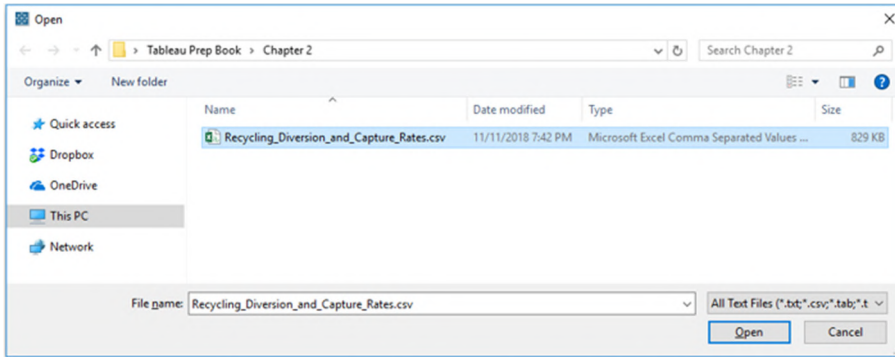 Open
Tableau Prep Book > Chapter 2
Search Chapter 2
Organize
New folder
Name Date modified Type Size
Recycling_Diversion_and_Capture_Rates.csv 11/11/2018 7:42 PM Microsoft Excel Comma Separated Values ... 829 KB
Quick access
Dropbox
OneDrive
This PC
Network
File name: Recycling_Diversion_and_Capture_Rates.csv All Text Files (*.txt;*.csv;*.tab;*.t
Open Cancel